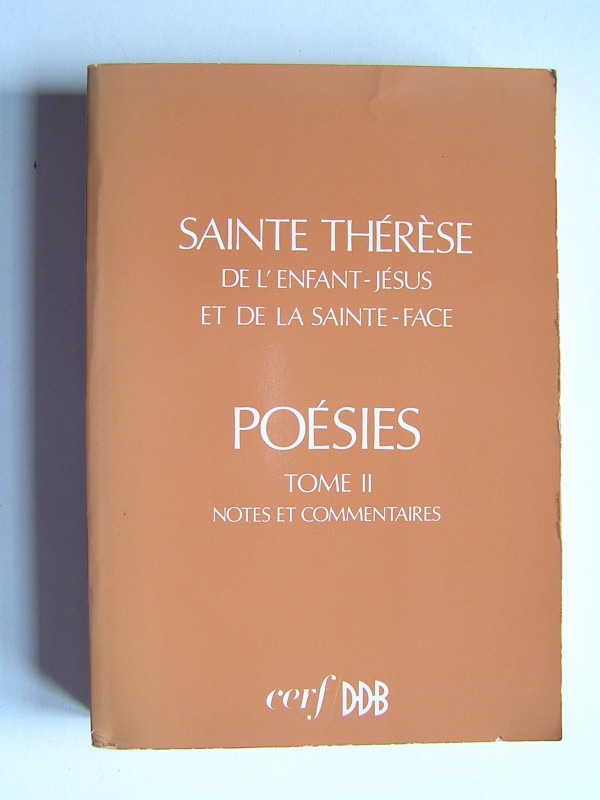 SAINTE THÉRÈSE
DE L'ENFANT-JÉSUS
ET DE LA SAINTE-FACE
POÉSIES
TOME II
NOTES ET COMMENTAIRES
cerf/DDB